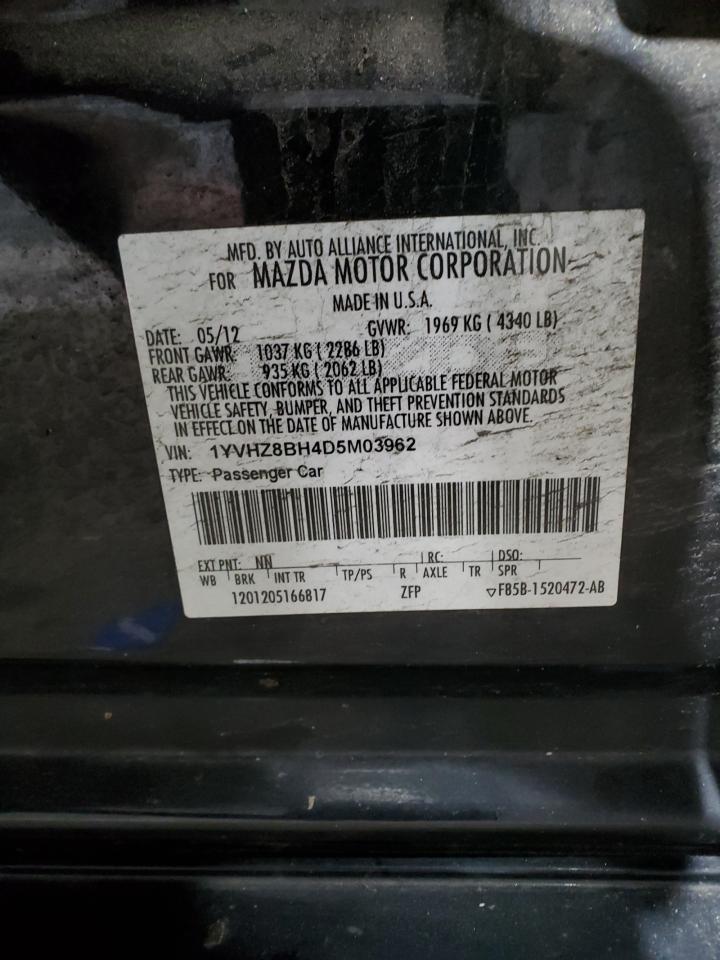 MFD. BY AUTO ALLIANCE INTERNATIONAL, INC.
FOR MAZDA MOTOR CORPORATION
MADE IN U.S.A.
DATE: 05/12 GVWR: 1969 KG ( 4340 LB)
FRONT GAWR: 1037 KG ( 2286 LB)
REAR GAWR: 935 KG ( 2062 LB)
THIS VEHICLE CONFORMS TO ALL APPLICABLE FEDERAL MOTOR
VEHICLE SAFETY, BUMPER, AND THEFT PREVENTION STANDARDS
IN EFFECT ON THE DATE OF MANUFACTURE SHOWN ABOVE.
VIN: 1YVHZ8BH4D5M03962
TYPE: Passenger Car
EXT PNT: NN RC: DSO:
WB BRK INT TR TP/PS R AXLE TR SPR
1201205166817 ZFP ▽F85B-1520472-AB